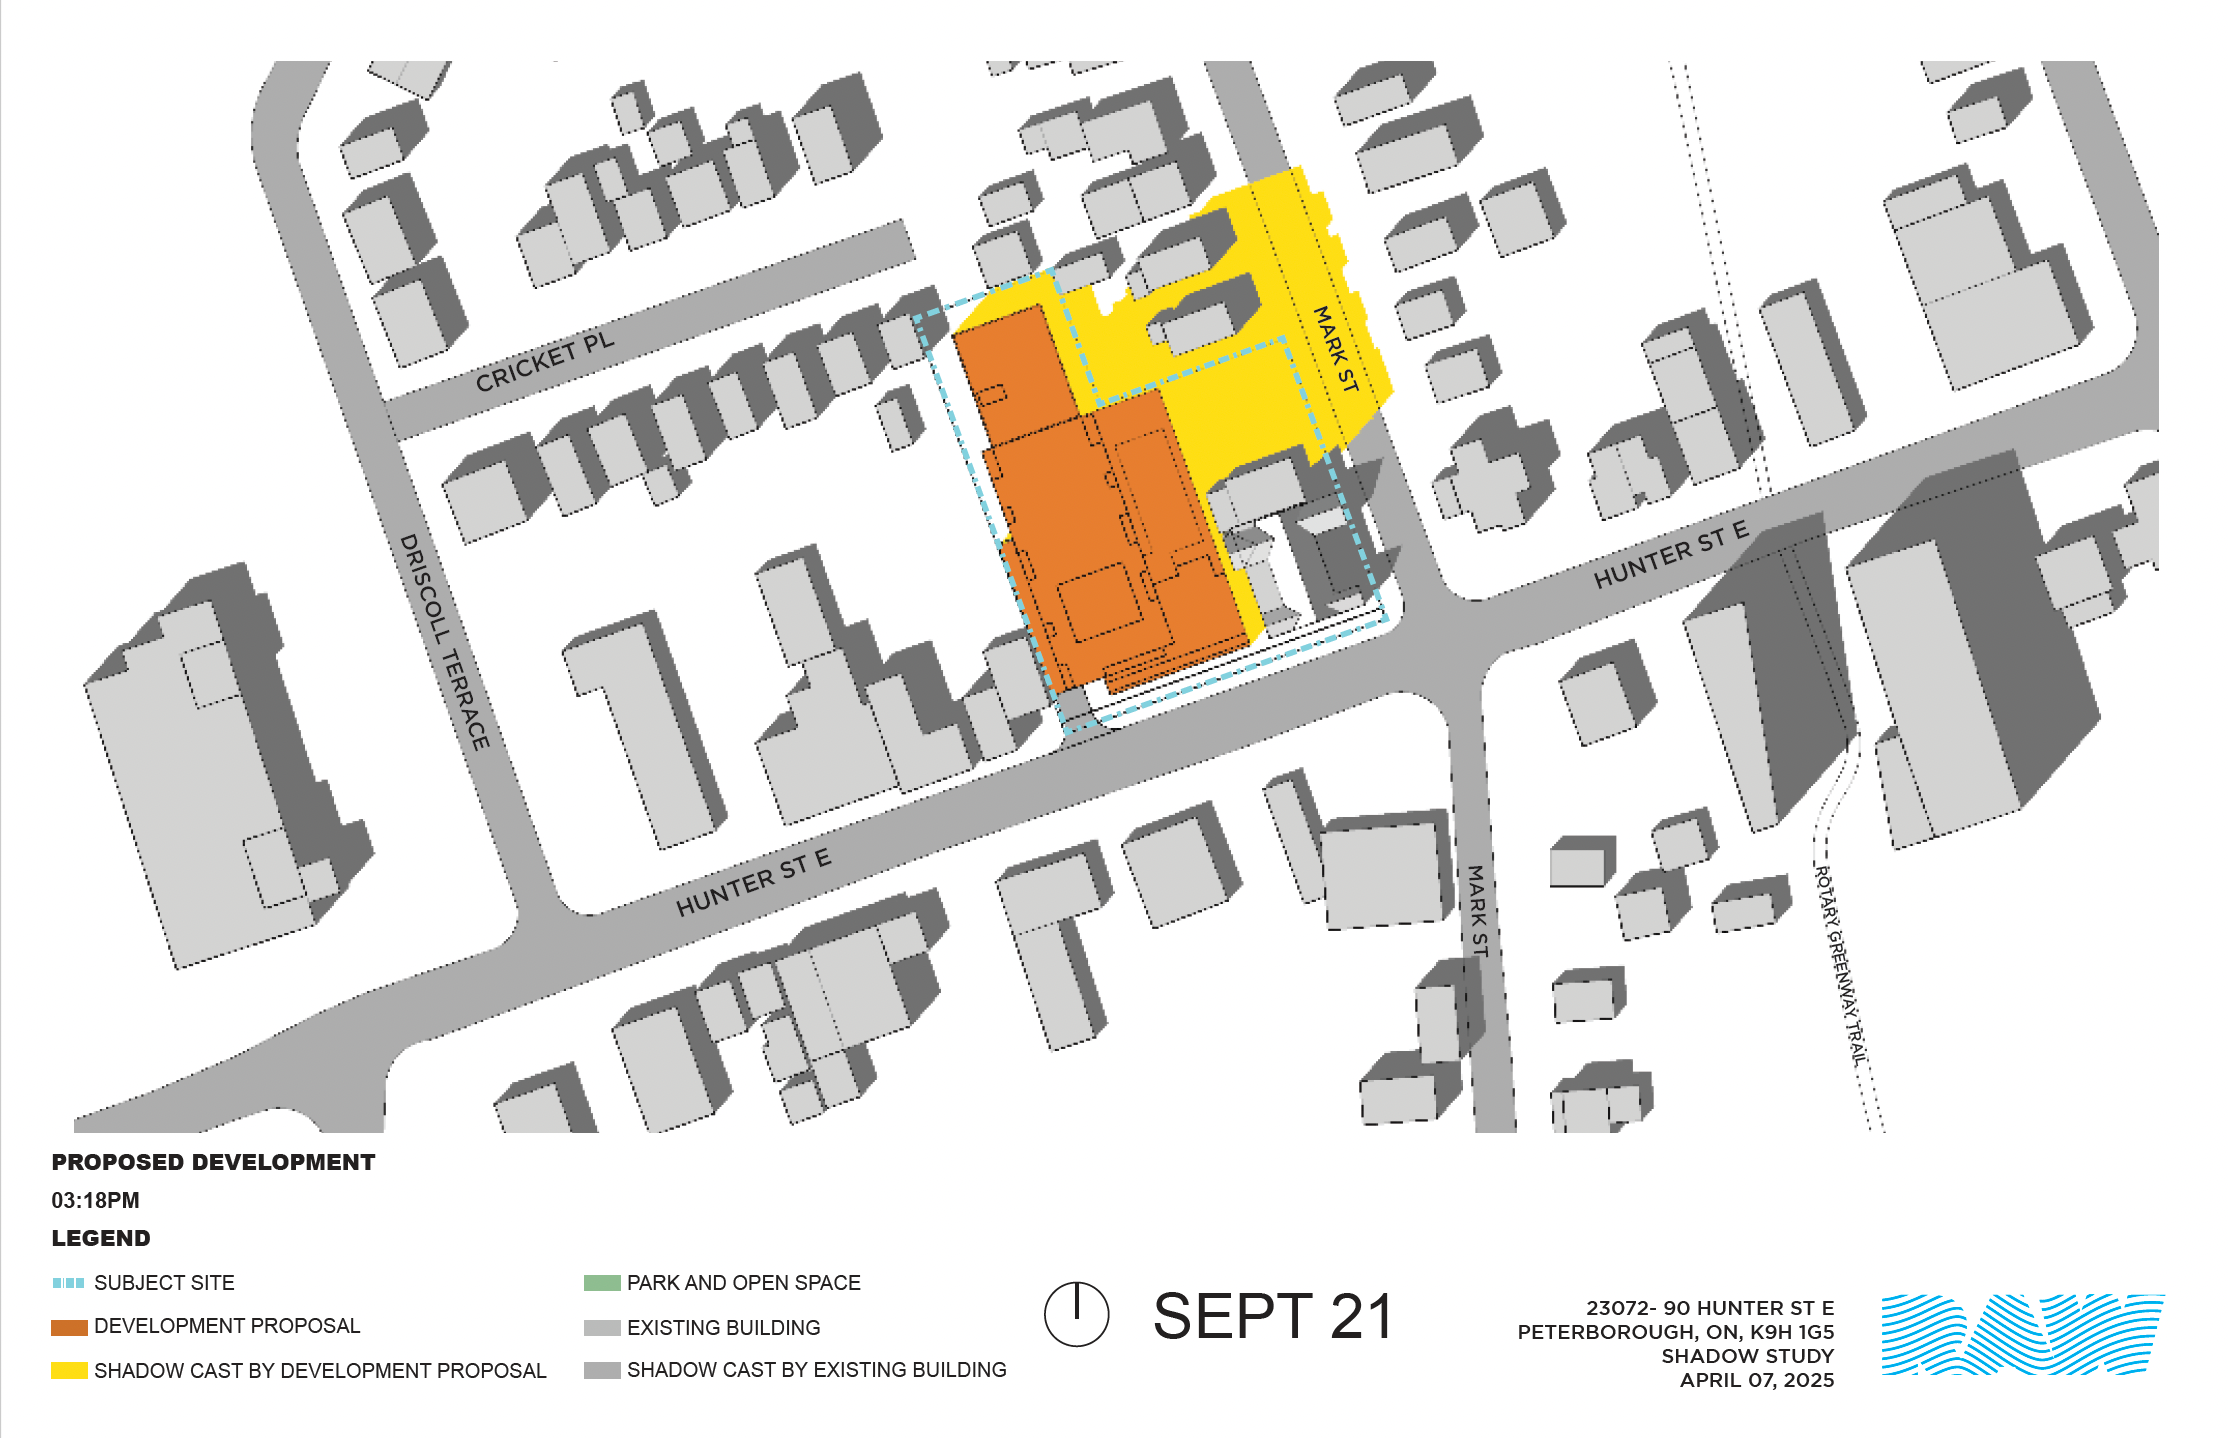 CRICKET PL
MARK ST
DRISCOLL TERRACE
HUNTER ST E
HUNTER ST E
MARK ST
ROTARY GREENWAY TRAIL
PROPOSED DEVELOPMENT
03:18PM
LEGEND
SUBJECT SITE
DEVELOPMENT PROPOSAL
SHADOW CAST BY DEVELOPMENT PROPOSAL
PARK AND OPEN SPACE
EXISTING BUILDING
SHADOW CAST BY EXISTING BUILDING
SEPT 21
23072- 90 HUNTER ST E
PETERBOROUGH, ON, K9H 1G5
SHADOW STUDY
APRIL 07, 2025